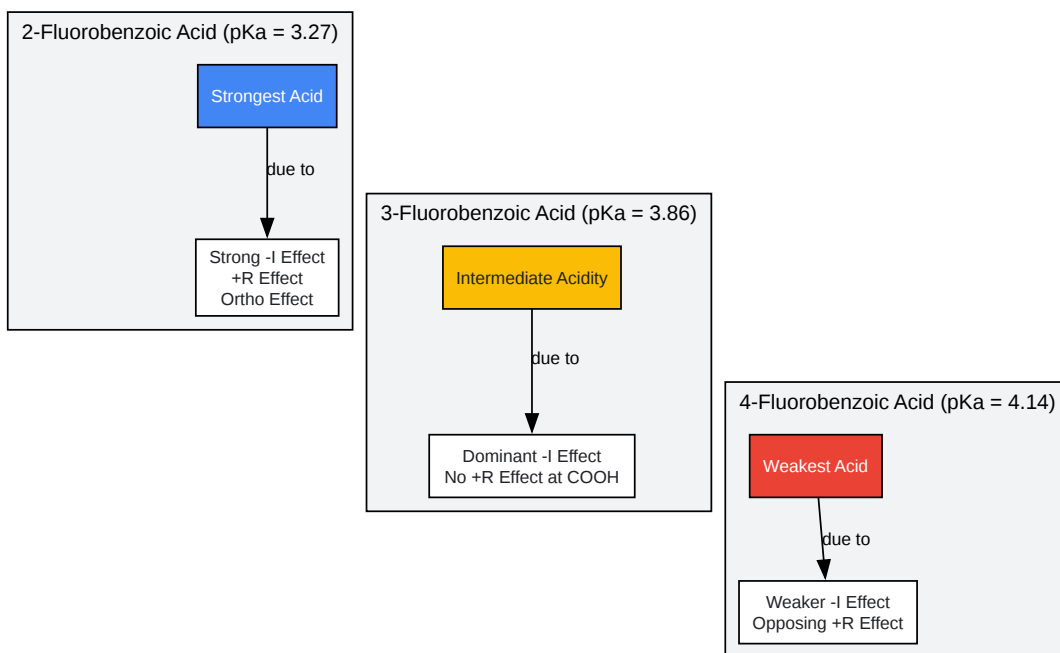 2-Fluorobenzoic Acid (pKa = 3.27)
Strongest Acid
due to
Strong -I Effect
+R Effect
Ortho Effect
3-Fluorobenzoic Acid (pKa = 3.86)
Intermediate Acidity
due to
Dominant -I Effect
No +R Effect at COOH
4-Fluorobenzoic Acid (pKa = 4.14)
Weakest Acid
due to
Weaker -I Effect
Opposing +R Effect